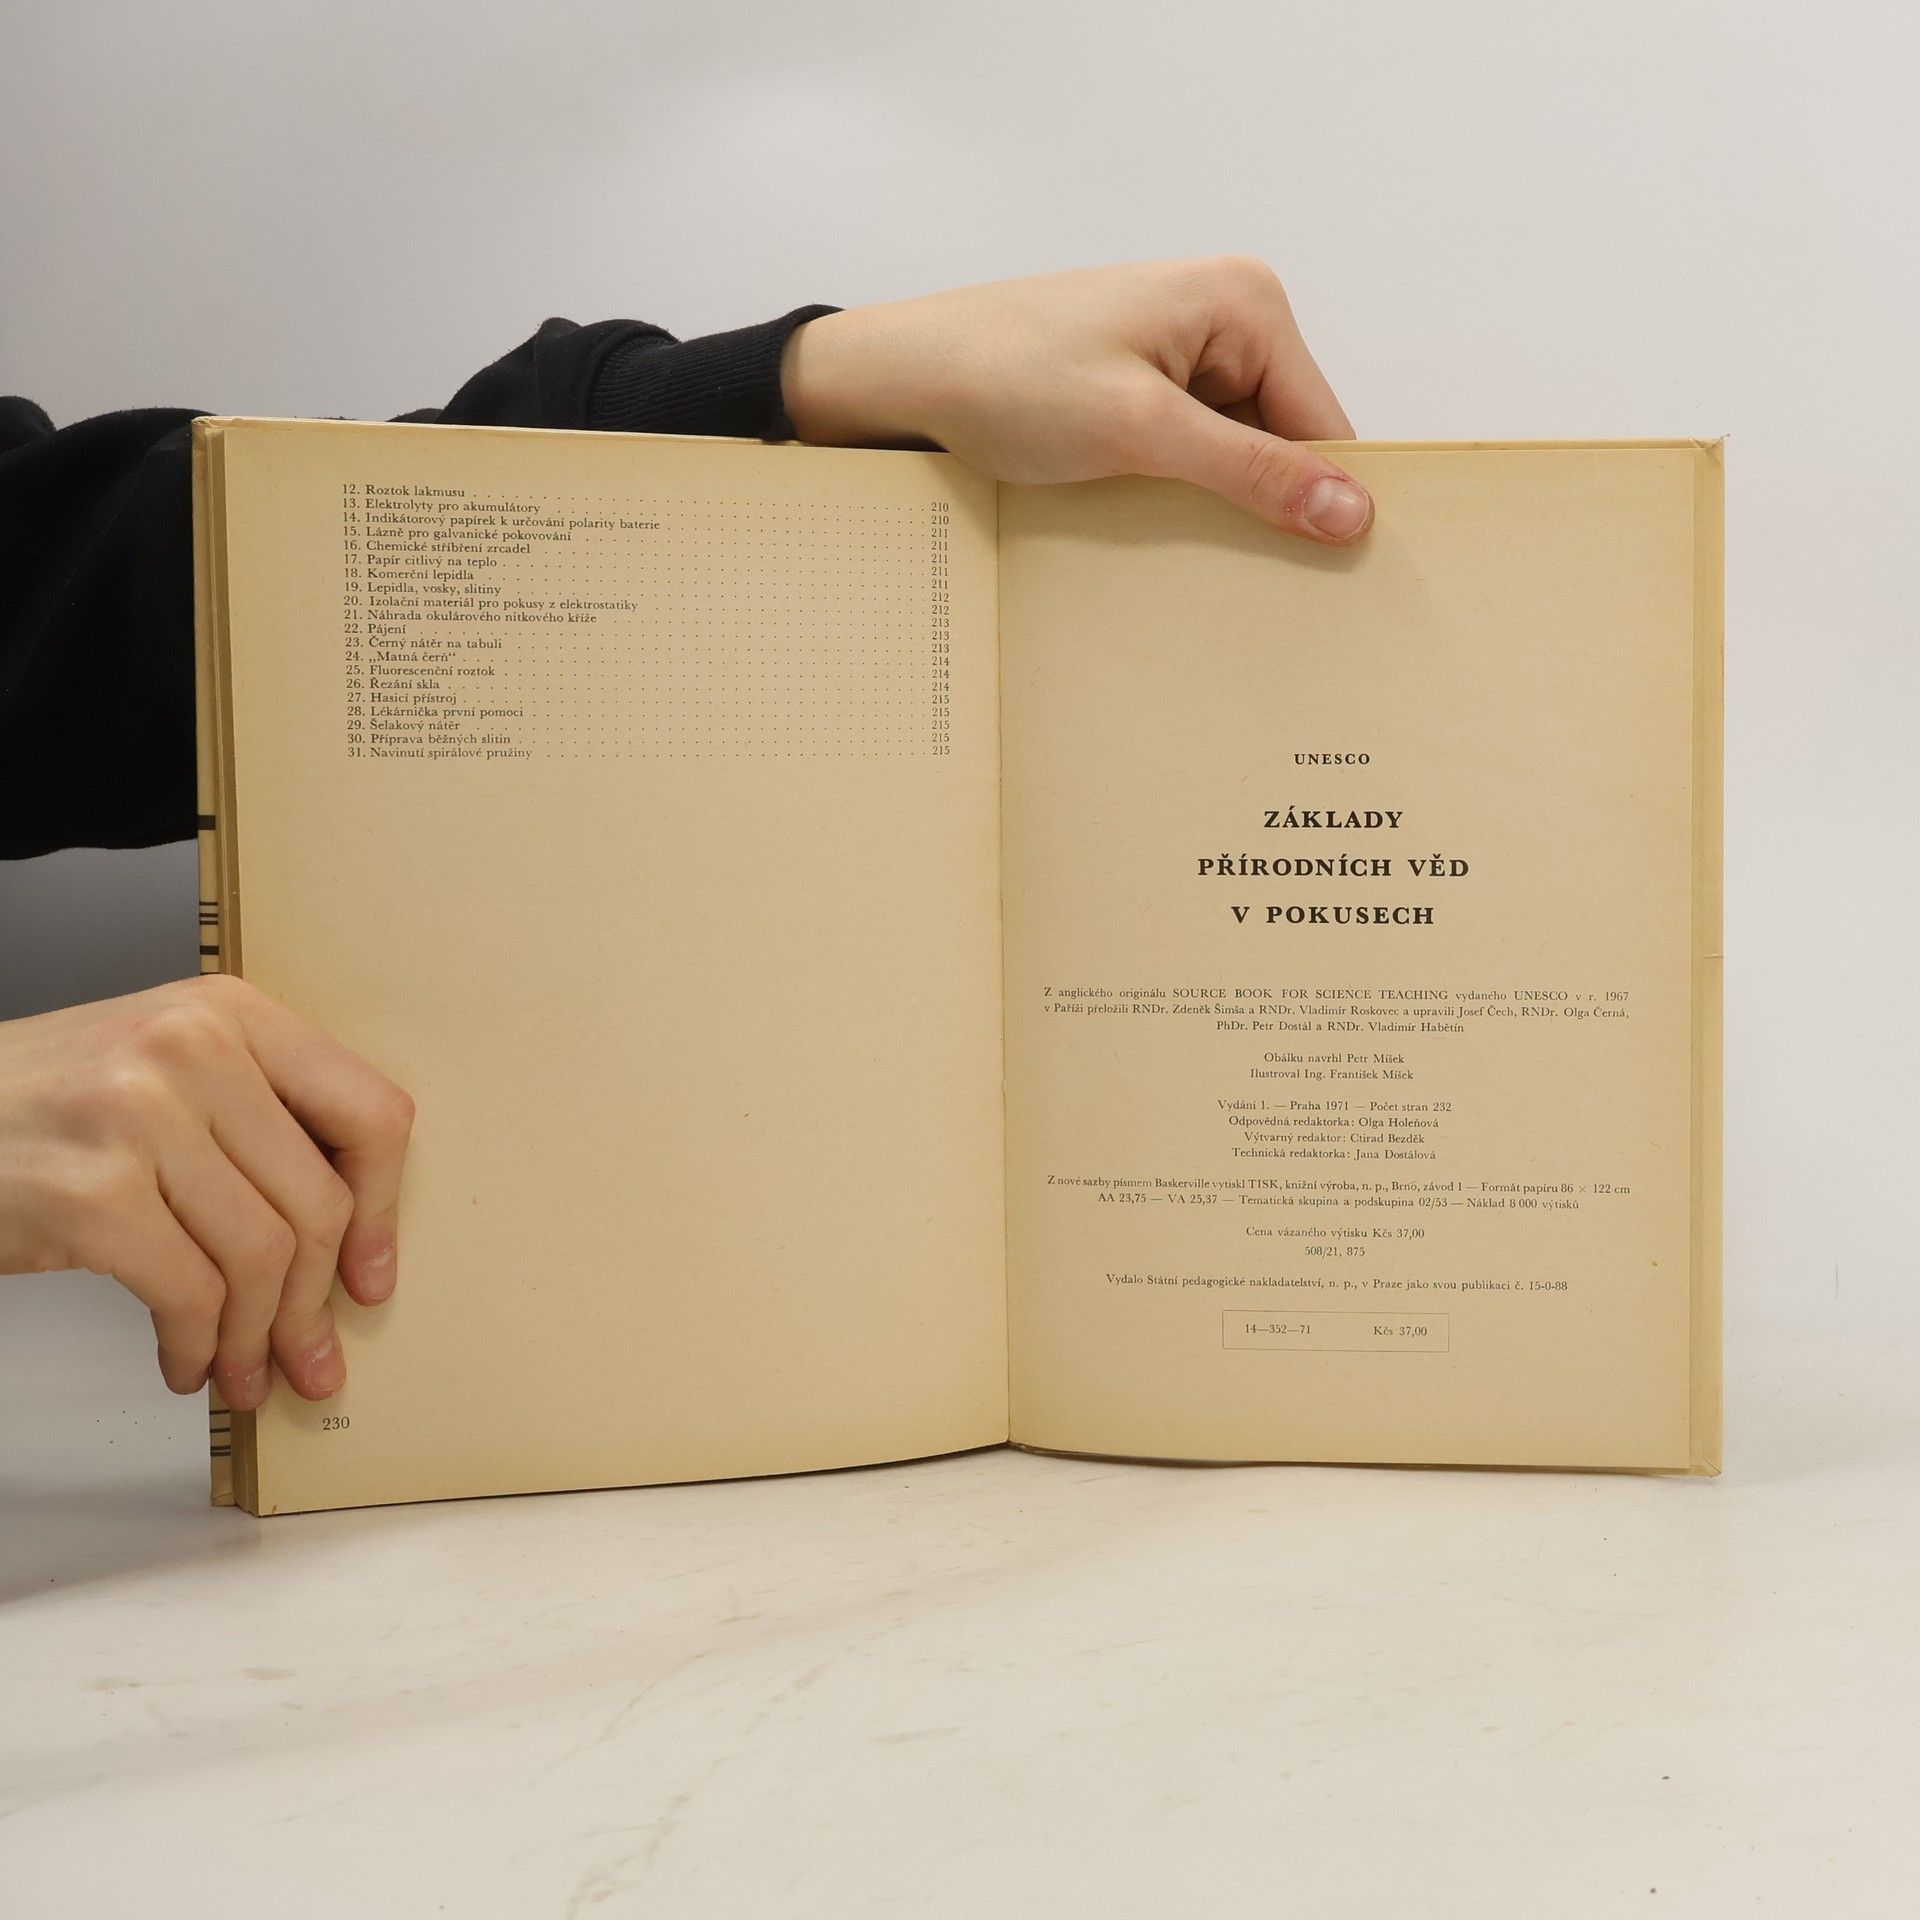 12. Roztok lakmusu . . . . . . . . . . 210
13. Elektrolyty pro akumulátory . . . . . . . . . . 210
14. Indikátorový papírek k určování polarity baterie . . . . . . . . . . 211
15. Lázně pro galvanické pokovování . . . . . . . . . . 211
16. Chemické stříbření zrcadel . . . . . . . . . . 211
17. Papír citlivý na teplo . . . . . . . . . . 211
18. Komerční lepidla . . . . . . . . . . 211
19. Lepidla, vosky, slitiny . . . . . . . . . . 212
20. Izolační materiál pro pokusy z elektrostatiky . . . . . . . . . . 212
21. Náhrada okulárového nitkového kříže . . . . . . . . . . 213
22. Pájení . . . . . . . . . . 213
23. Černý nátěr na tabuli . . . . . . . . . . 213
24. „Matná čerň“ . . . . . . . . . . 214
25. Fluorescenční roztok . . . . . . . . . . 214
26. Řezání skla . . . . . . . . . . 214
27. Hasicí přístroj . . . . . . . . . . 215
28. Lékárnička první pomoci . . . . . . . . . . 215
29. Šelakový nátěr . . . . . . . . . . 215
30. Příprava běžných slitin . . . . . . . . . . 215
31. Navinutí spirálové pružiny . . . . . . . . . . 215
230
UNESCO
ZÁKLADY
PŘÍRODNÍCH VĚD
V POKUSECH
Z anglického originálu SOURCE BOOK FOR SCIENCE TEACHING vydaného UNESCO v r. 1967
v Paříži přeložili RNDr. Zdeněk Šimša a RNDr. Vladimír Roskovec a upravili Josef Čech, RNDr. Olga Černá,
PhDr. Petr Dostál a RNDr. Vladimír Habětín
Obálku navrhl Petr Míšek
Ilustroval Ing. František Míšek
Vydání 1. — Praha 1971 — Počet stran 232
Odpovědná redaktorka: Olga Holeňová
Výtvarný redaktor: Ctirad Bezděk
Technická redaktorka: Jana Dostálová
Z nové sazby písmem Baskerville vytiskl TISK, knižní výroba, n. p., Brno, závod 1 — Formát papíru 86 × 122 cm
AA 23,75 — VA 25,37 — Tematická skupina a podskupina 02/53 — Náklad 8 000 výtisků
Cena vázaného výtisku Kčs 37,00
508/21, 875
Vydalo Státní pedagogické nakladatelství, n. p., v Praze jako svou publikaci č. 15-0-88
14—352—71 Kčs 37,00